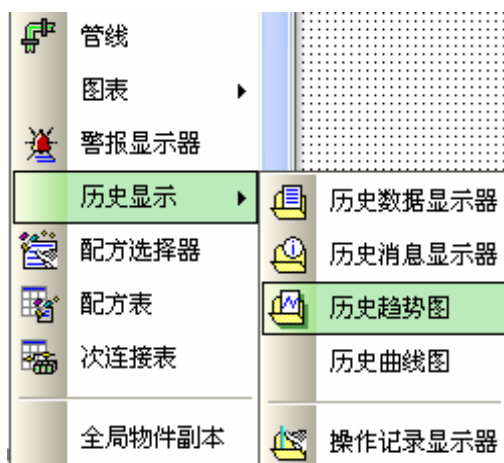 管线
图表
警报显示器
历史显示
配方选择器
配方表
次连接表
全局物件副本
历史数据显示器
历史消息显示器
历史趋势图
历史曲线图
操作记录显示器